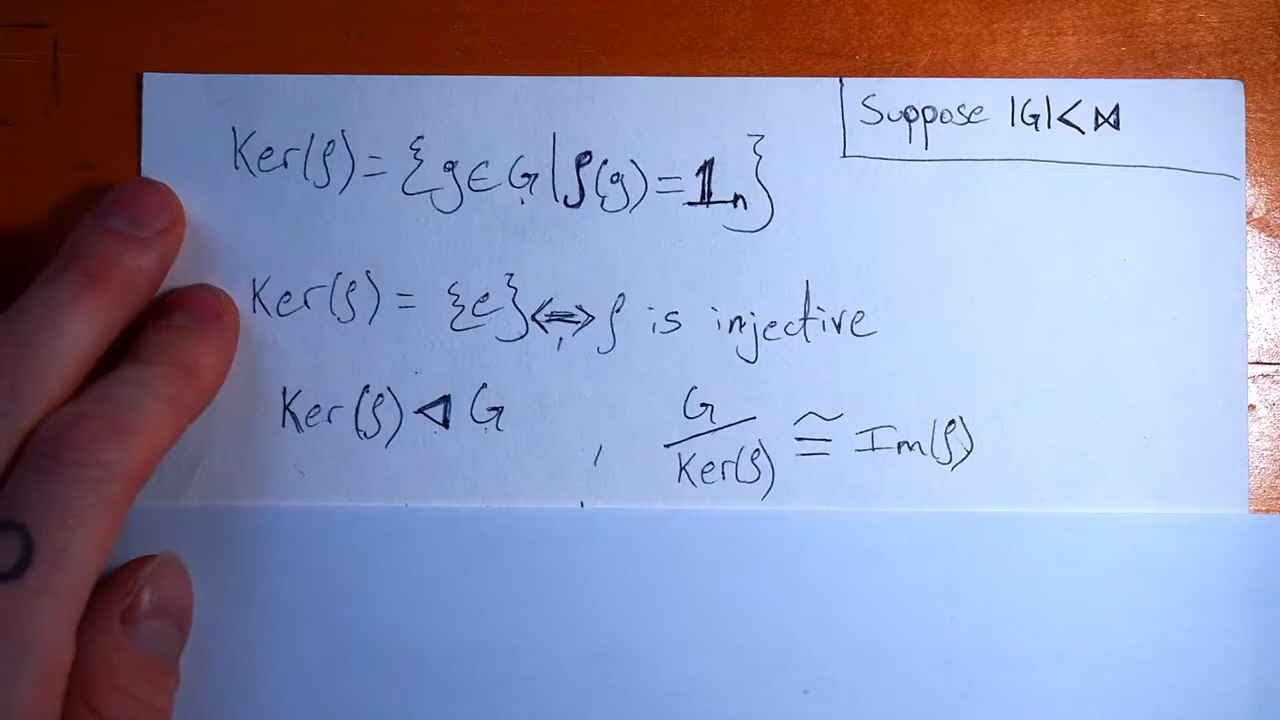 Suppose |G|<∞
Ker(ρ)={g∈G|ρ(g)=𝟙ₙ}
Ker(ρ) = {e}⟺ρ is injective
Ker(ρ)◁G , G/Ker(ρ) ≅ Im(ρ)